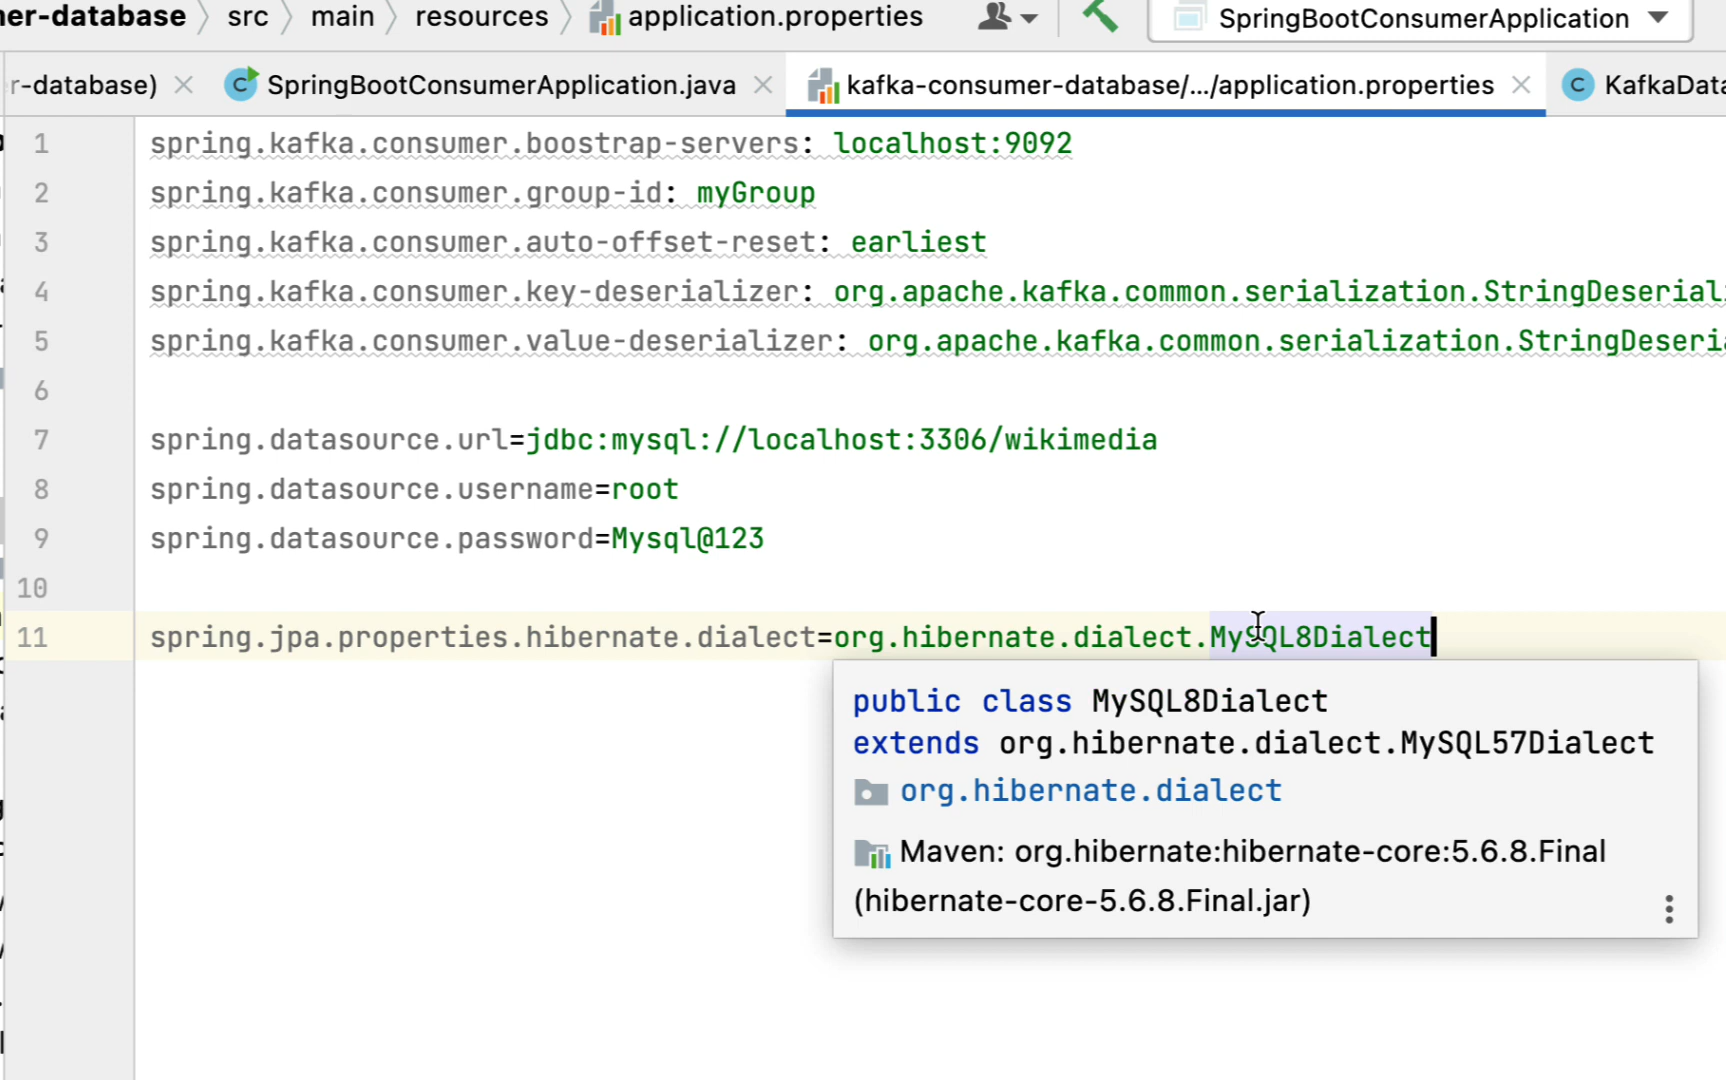 er-database src main resources application.properties SpringBootConsumerApplication
r-database) SpringBootConsumerApplication.java kafka-consumer-database/.../application.properties KafkaData
1 spring.kafka.consumer.boostrap-servers: localhost:9092
2 spring.kafka.consumer.group-id: myGroup
3 spring.kafka.consumer.auto-offset-reset: earliest
4 spring.kafka.consumer.key-deserializer: org.apache.kafka.common.serialization.StringDeserial
5 spring.kafka.consumer.value-deserializer: org.apache.kafka.common.serialization.StringDeseria
6
7 spring.datasource.url=jdbc:mysql://localhost:3306/wikimedia
8 spring.datasource.username=root
9 spring.datasource.password=Mysql@123
10
11 spring.jpa.properties.hibernate.dialect=org.hibernate.dialect.MySQL8Dialect
public class MySQL8Dialect
extends org.hibernate.dialect.MySQL57Dialect
org.hibernate.dialect
Maven: org.hibernate:hibernate-core:5.6.8.Final
(hibernate-core-5.6.8.Final.jar)